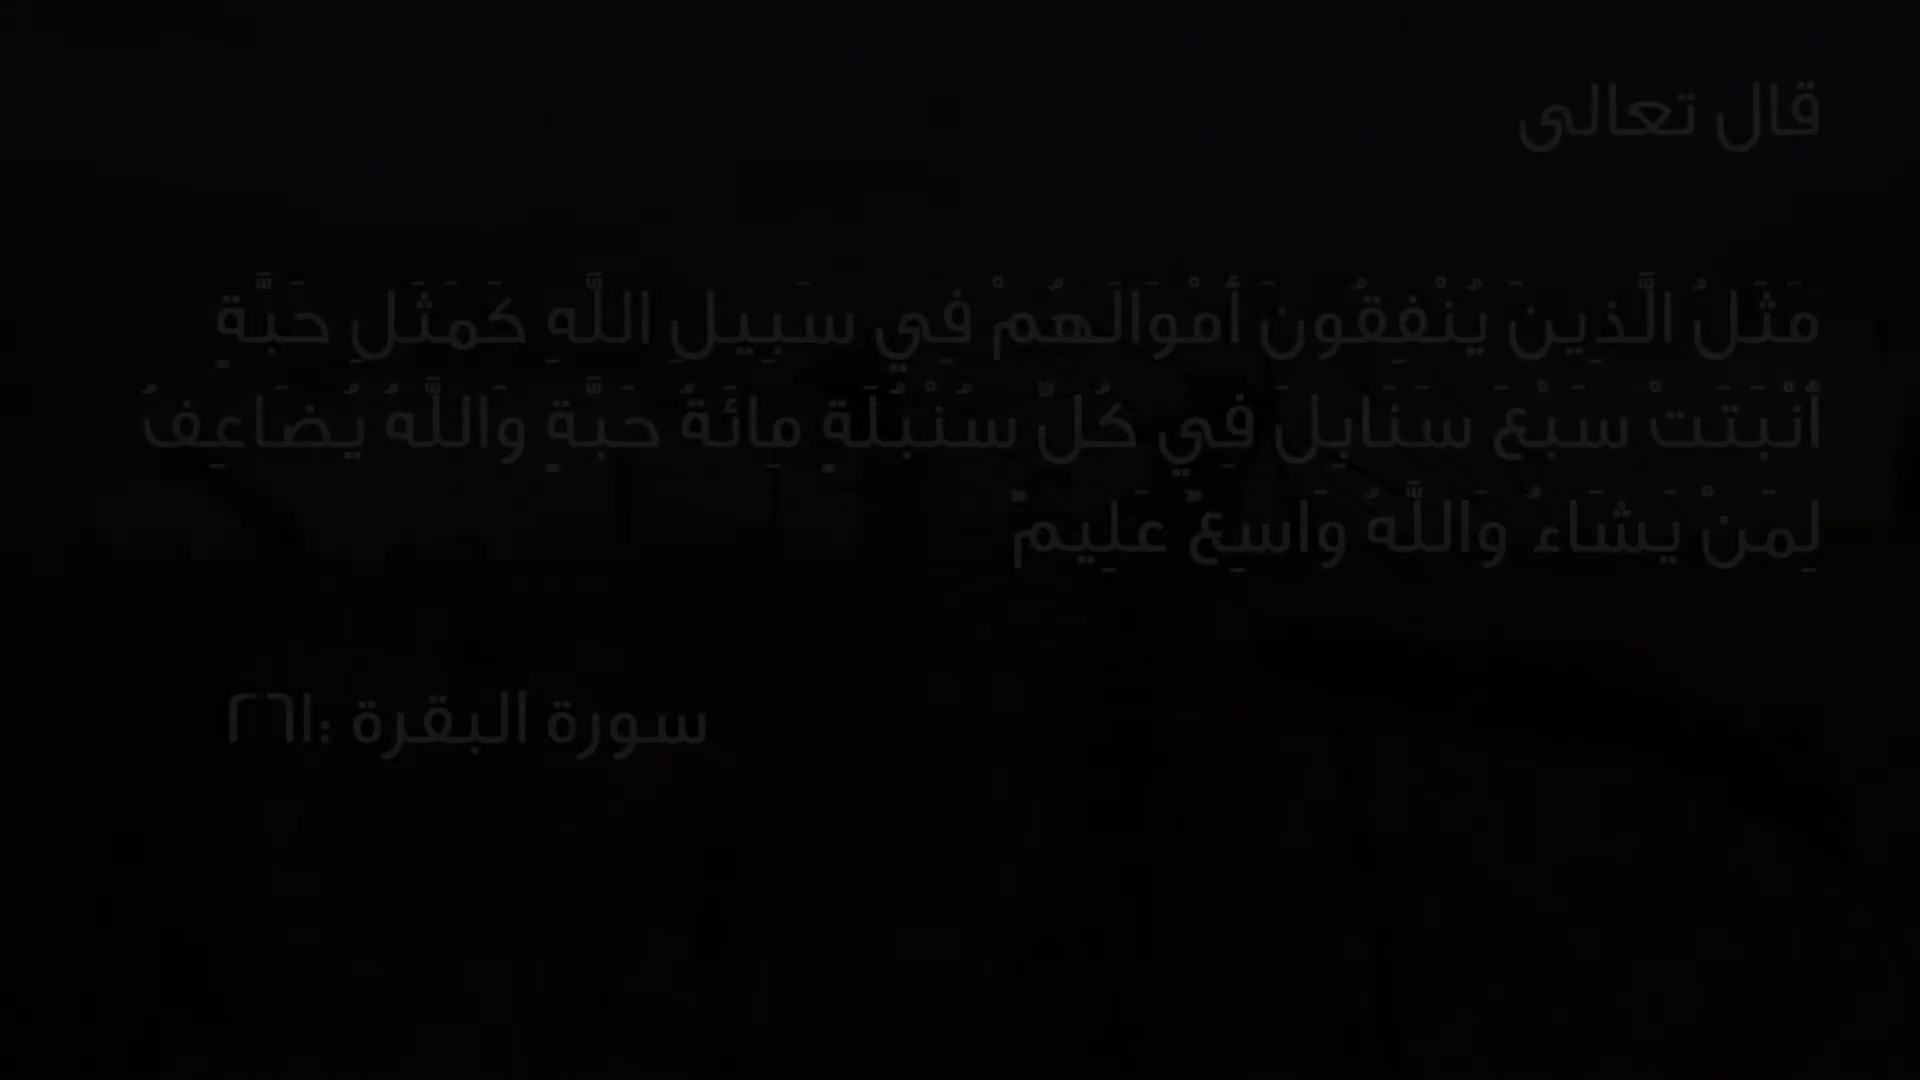 قال تعالى
مَثَلُ الَّذِينَ يُنْفِقُونَ أَمْوَالَهُمْ فِي سَبِيلِ اللَّهِ كَمَثَلِ حَبَّةٍ
أَنْبَتَتْ سَبْعَ سَنَابِلَ فِي كُلِّ سُنْبُلَةٍ مِائَةُ حَبَّةٍ وَاللَّهُ يُضَاعِفُ
لِمَنْ يَشَاءُ وَاللَّهُ وَاسِعٌ عَلِيمٌ
سورة البقرة :٢٦١